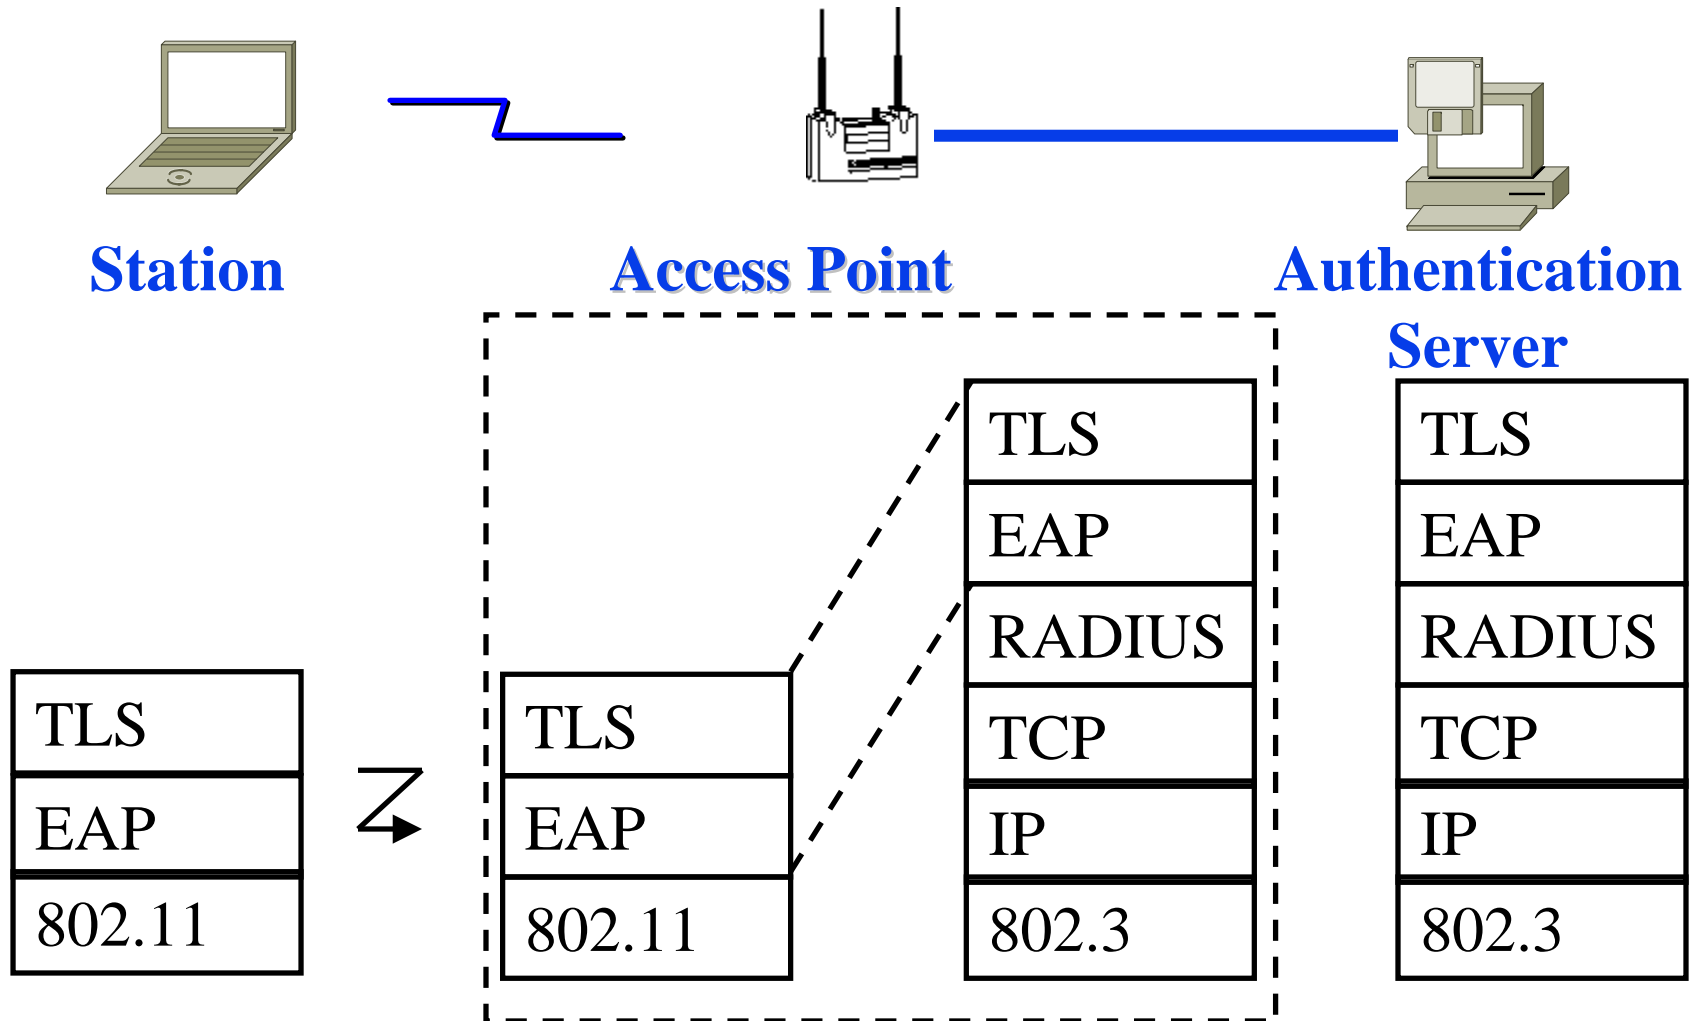 Station
Access Point
Authentication
Server
TLS
EAP
802.11
TLS
EAP
802.11
TLS
EAP
RADIUS
TCP
IP
802.3
TLS
EAP
RADIUS
TCP
IP
802.3